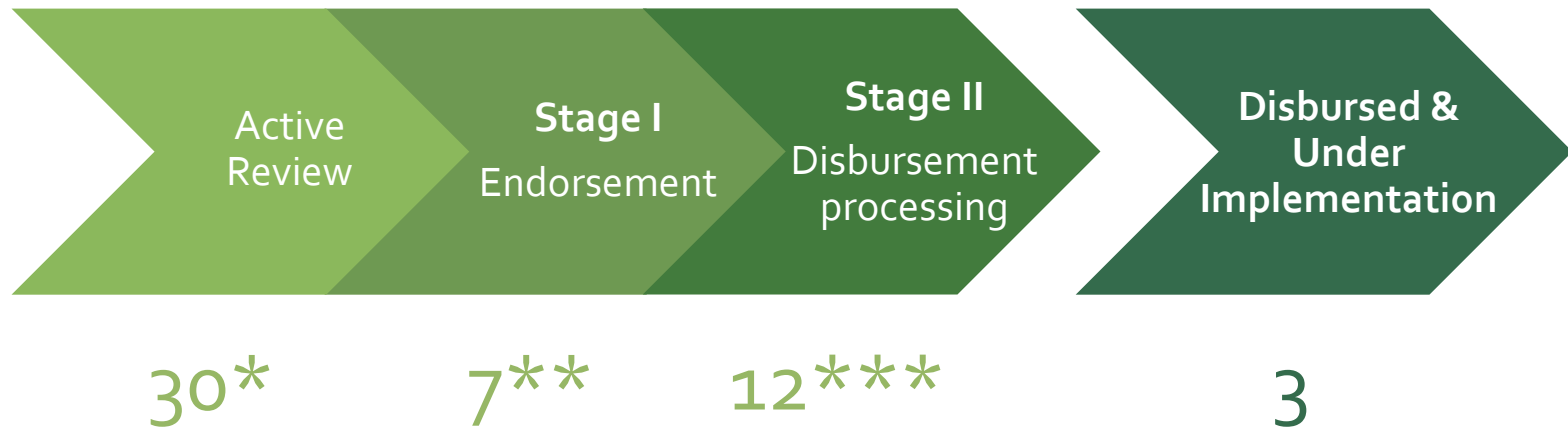 Active
Review
Stage I
Endorsement
Stage II
Disbursement
processing
Disbursed &
Under
Implementation
30*
7**
12***
3